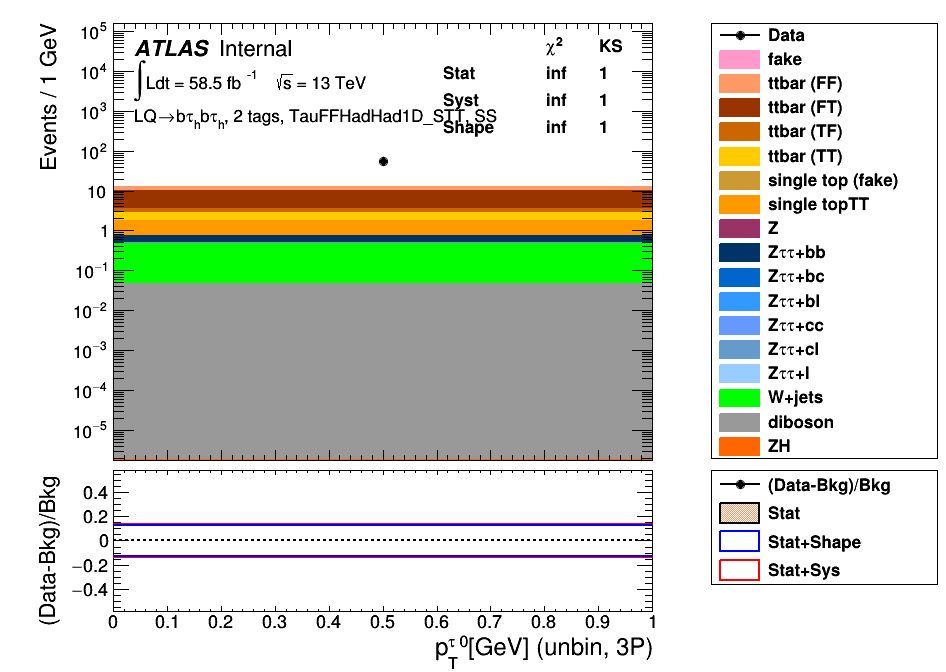 Events / 1 GeV
10⁵
10⁴
10³
10²
10
1
10⁻¹
10⁻²
10⁻³
10⁻⁴
10⁻⁵
ATLAS Internal
∫Ldt = 58.5 fb⁻¹ √s = 13 TeV
LQ→bτₕbτₕ, 2 tags, TauFFHadHad1D_STT, SS
χ² KS
Stat inf 1
Syst inf 1
Shape inf 1
Data
fake
ttbar (FF)
ttbar (FT)
ttbar (TF)
ttbar (TT)
single top (fake)
single topTT
Z
Zττ+bb
Zττ+bc
Zττ+bl
Zττ+cc
Zττ+cl
Zττ+l
W+jets
diboson
ZH
(Data-Bkg)/Bkg
0.4
0.2
0
−0.2
−0.4
(Data-Bkg)/Bkg
Stat
Stat+Shape
Stat+Sys
0 0.1 0.2 0.3 0.4 0.5 0.6 0.7 0.8 0.9 1
p_T^τ 0[GeV] (unbin, 3P)